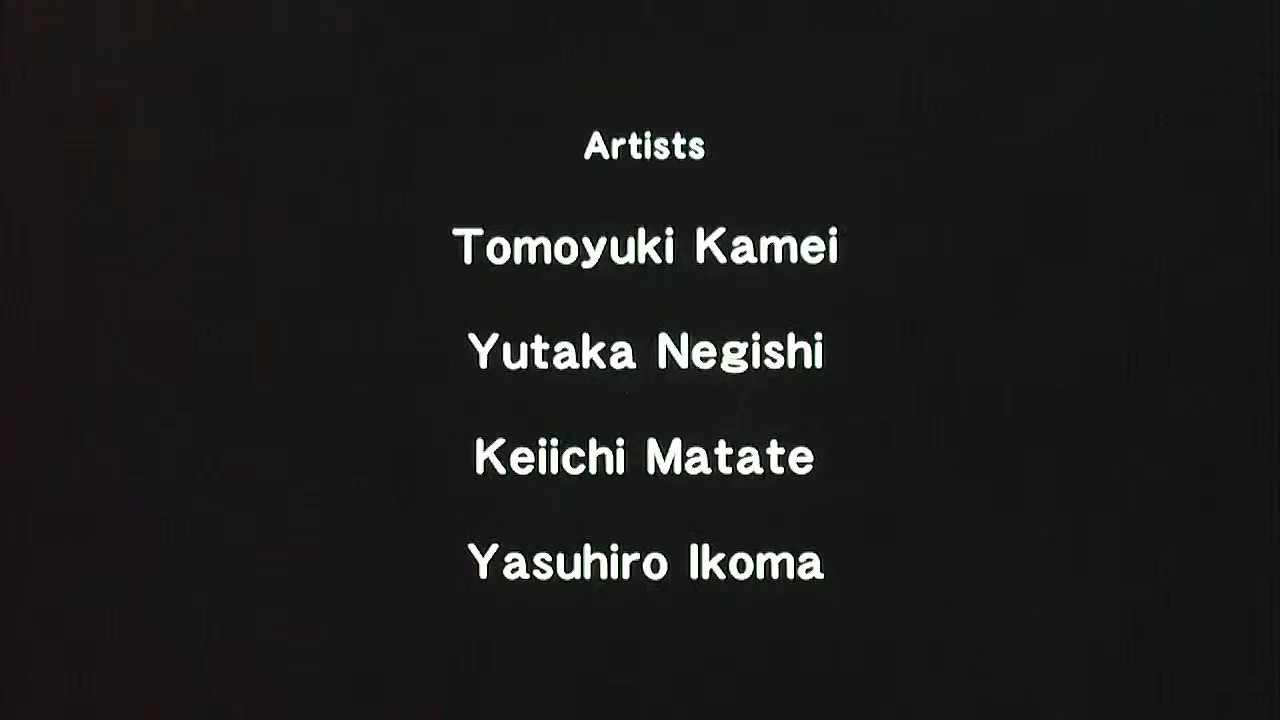 Artists
Tomoyuki Kamei
Yutaka Negishi
Keiichi Matate
Yasuhiro Ikoma